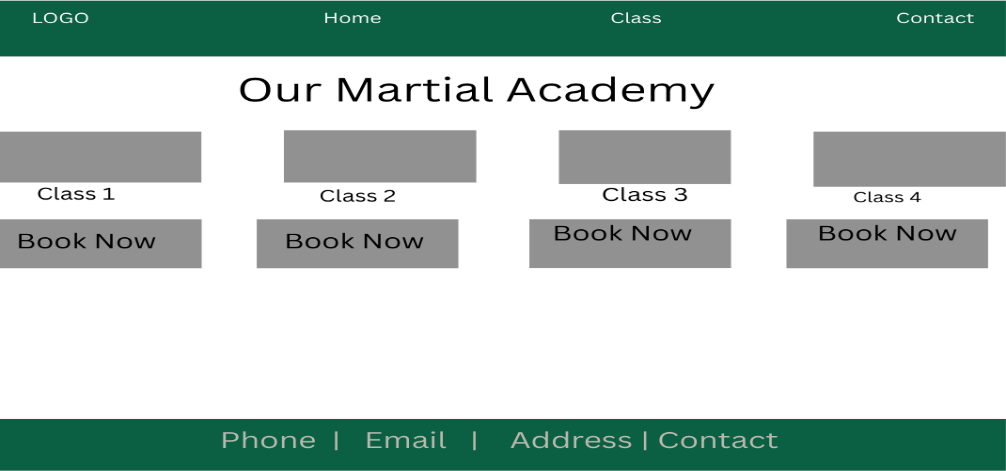 LOGO Home Class Contact
Our Martial Academy
Class 1 Class 2 Class 3 Class 4
Book Now Book Now Book Now Book Now
Phone | Email | Address | Contact